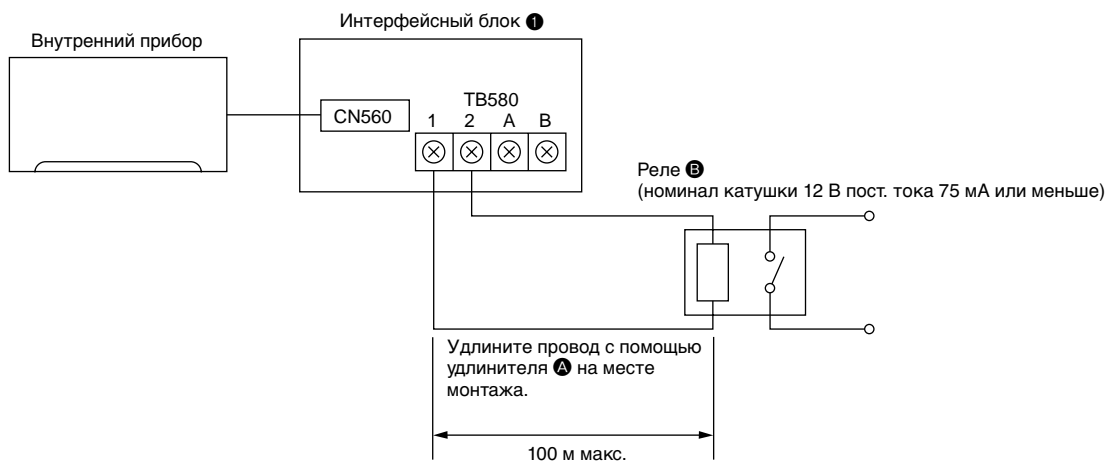 Интерфейсный блок ❶
Внутренний прибор
CN560
TB580
1 2 A B
Реле 🅑
(номинал катушки 12 В пост. тока 75 мА или меньше)
Удлините провод с помощью
удлинителя 🅐 на месте
монтажа.
100 м макс.